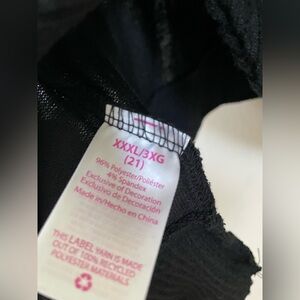 XXXL/3XG
(21)
96% Polyester/Poliéster
4% Spandex
Exclusive of Decoration
Exclusivo de Decoración
Made in/Hecho en China
THIS LABEL YARN IS MADE
OUT OF 100% RECYCLED
POLYESTER MATERIALS